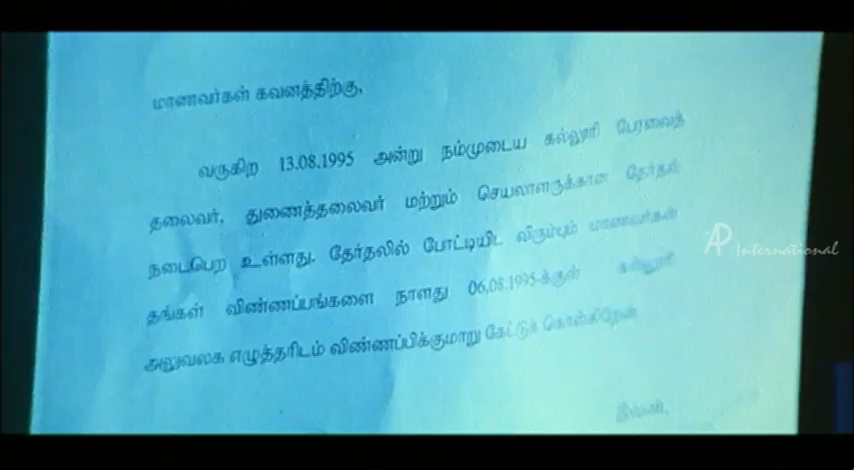 மாணவர்கள் கவனத்திற்கு,
வருகிற 13.08.1995 அன்று நம்முடைய கல்லூரி பேரவைத்
தலைவர், துணைத்தலைவர் மற்றும் செயலாளருக்கான தேர்தல்
நடைபெற உள்ளது. தேர்தலில் போட்டியிட விரும்பும் மாணவர்கள்
தங்கள் விண்ணப்பங்களை நாளது 06.08.1995-க்குள் கல்லூரி
அலுவலக எழுத்தரிடம் விண்ணப்பிக்குமாறு கேட்டுக் கொள்கிறேன்
இவண்,
AP International